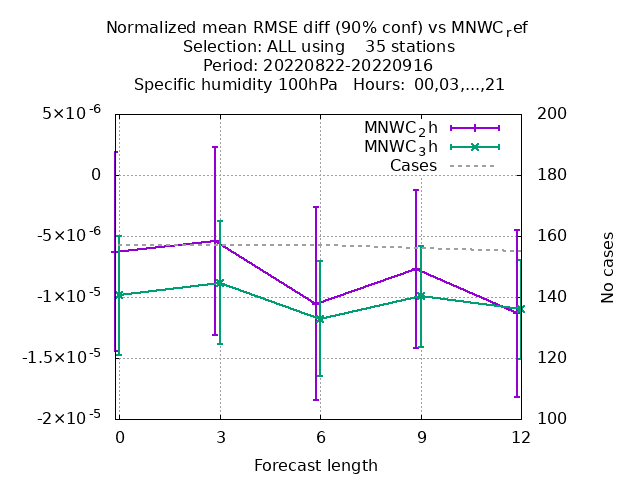 Normalized mean RMSE diff (90% conf) vs MNWC_ref
Selection: ALL using    35 stations
Period: 20220822-20220916
Specific humidity 100hPa   Hours: 00,03,...,21
5×10^-6
0
-5×10^-6
-1×10^-5
-1.5×10^-5
-2×10^-5
200
180
160
140
120
100
MNWC_2h
MNWC_3h
Cases
No cases
0 3 6 9 12
Forecast length